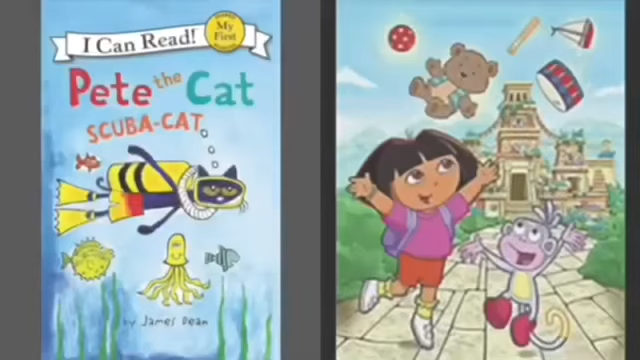 I Can Read!
My
First
Pete the Cat
SCUBA-CAT
by James Dean